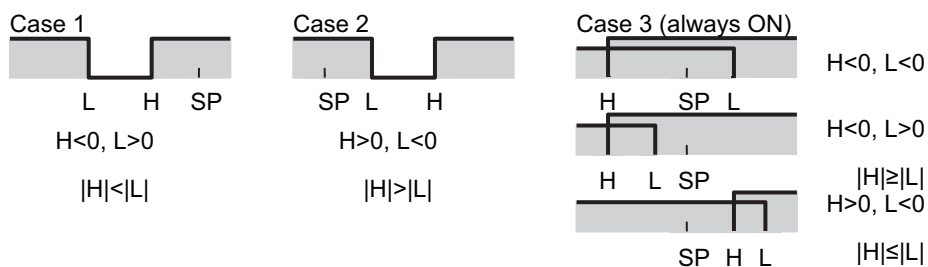 Case 1
L H SP
H<0, L>0
|H|<|L|
Case 2
SP L H
H>0, L<0
|H|>|L|
Case 3 (always ON)
H SP L
H<0, L<0
H L SP
H<0, L>0
|H|≥|L|
SP H L
H>0, L<0
|H|≤|L|